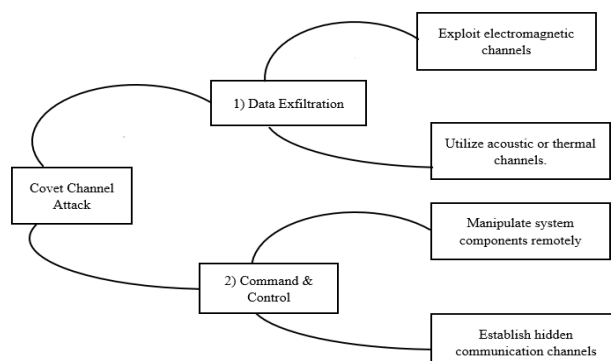 Exploit electromagnetic
channels
1) Data Exfiltration
Utilize acoustic or thermal
channels.
Covet Channel
Attack
Manipulate system
components remotely
2) Command &
Control
Establish hidden
communication channels